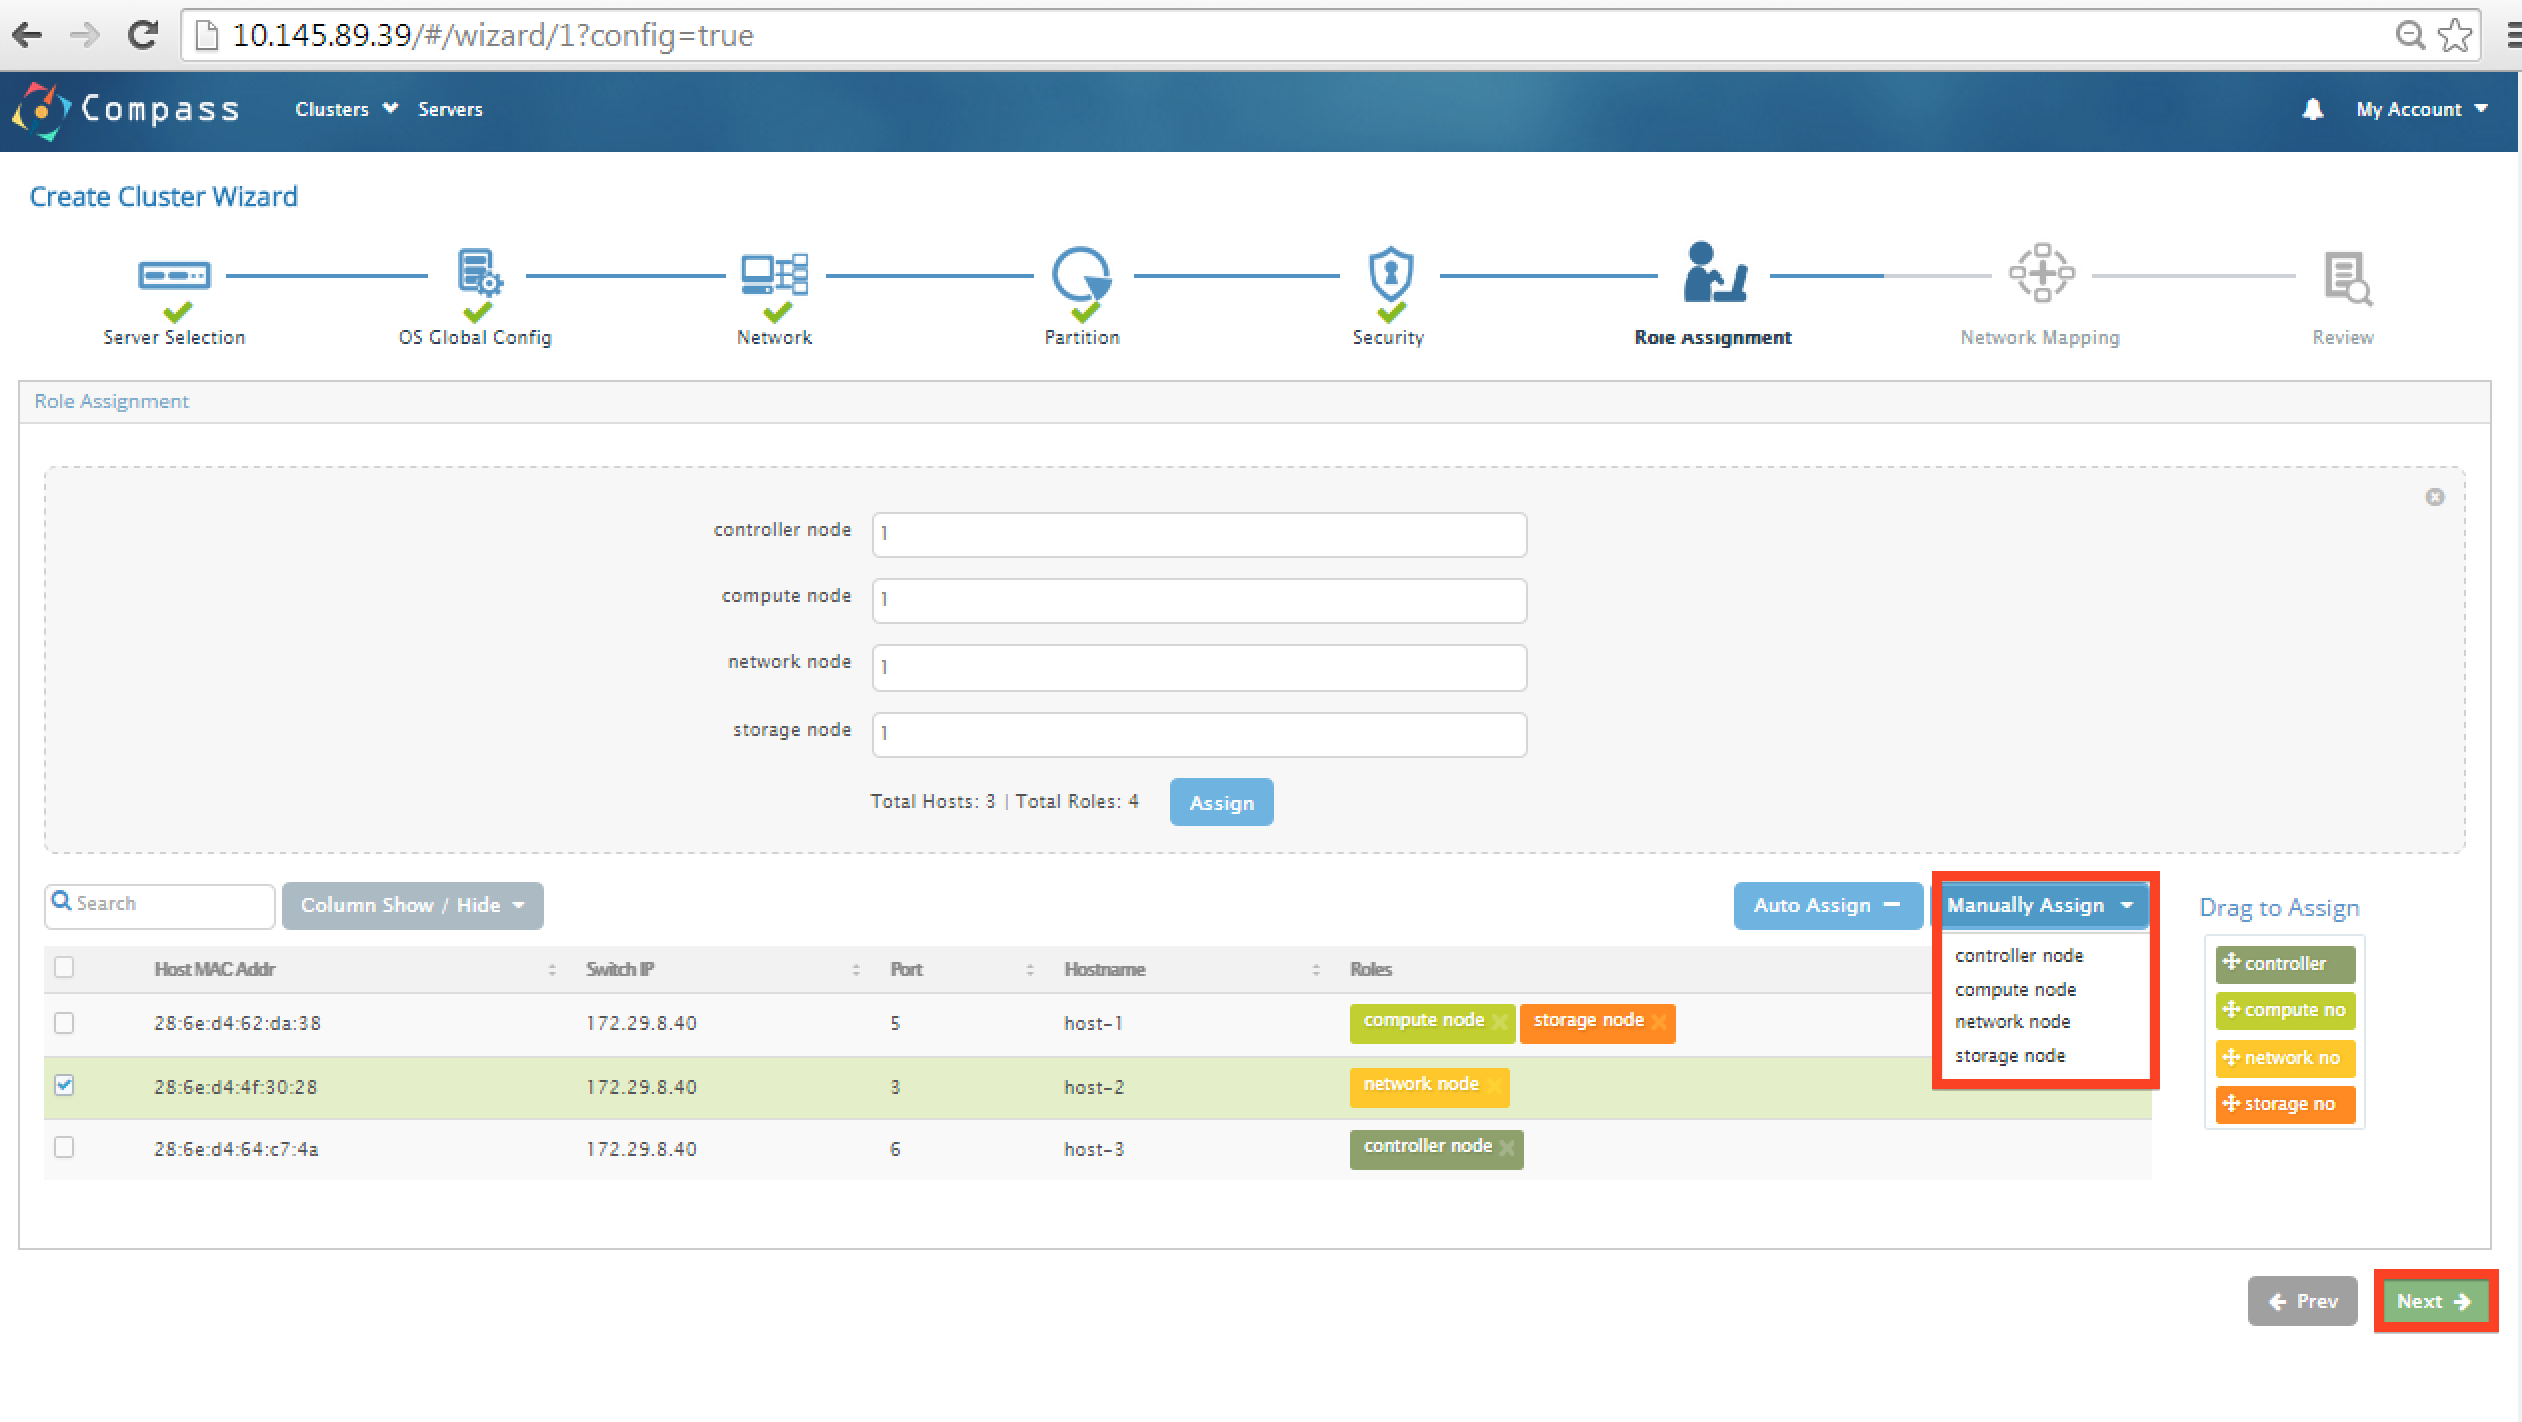 10.145.89.39/#/wizard/1?config=true
Compass Clusters Servers My Account
Create Cluster Wizard
Server Selection OS Global Config Network Partition Security Role Assignment Network Mapping Review
Role Assignment
controller node 1
compute node 1
network node 1
storage node 1
Total Hosts: 3 | Total Roles: 4 Assign
Search Column Show / Hide Auto Assign Manually Assign Drag to Assign
controller node
compute node
network node
storage node
controller
compute no
network no
storage no
Host MAC Addr Switch IP Port Hostname Roles
28:6e:d4:62:da:38 172.29.8.40 5 host-1 compute node storage node
28:6e:d4:4f:30:28 172.29.8.40 3 host-2 network node
28:6e:d4:64:c7:4a 172.29.8.40 6 host-3 controller node
Prev Next